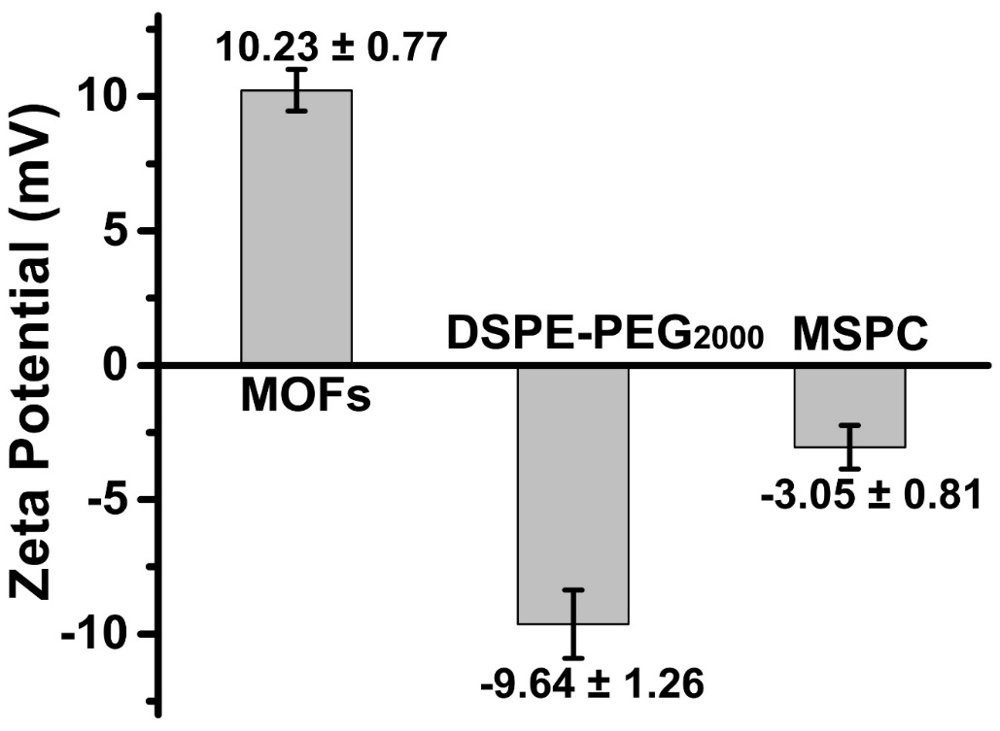 Zeta Potential (mV)
10
5
0
-5
-10
10.23 ± 0.77
MOFs
DSPE-PEG2000
-9.64 ± 1.26
MSPC
-3.05 ± 0.81